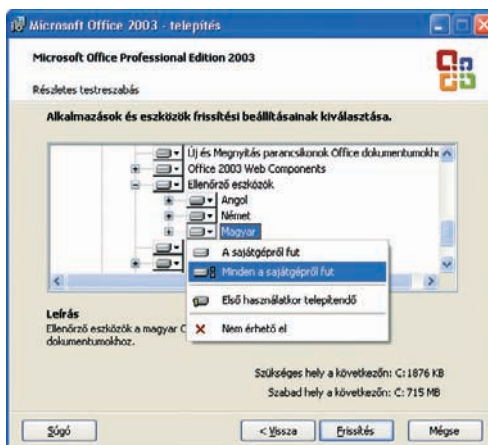 Microsoft Office 2003 - telepítés
Microsoft Office Professional Edition 2003
Részletes testreszabás
Alkalmazások és eszközök frissítési beállításainak kiválasztása.
Új és Megnyitás parancsikonok Office dokumentumokh
Office 2003 Web Components
Ellenőrző eszközök
Angol
Német
Magyar
A sajátgépről fut
Minden a sajátgépről fut
Első használatkor telepítendő
Nem érhető el
Leírás
Ellenőrző eszközök a magyar O
dokumentumokhoz.
Szükséges hely a következőn: C: 1876 KB
Szabad hely a következőn: C: 715 MB
Súgó
< Vissza
Frissítés
Mégse